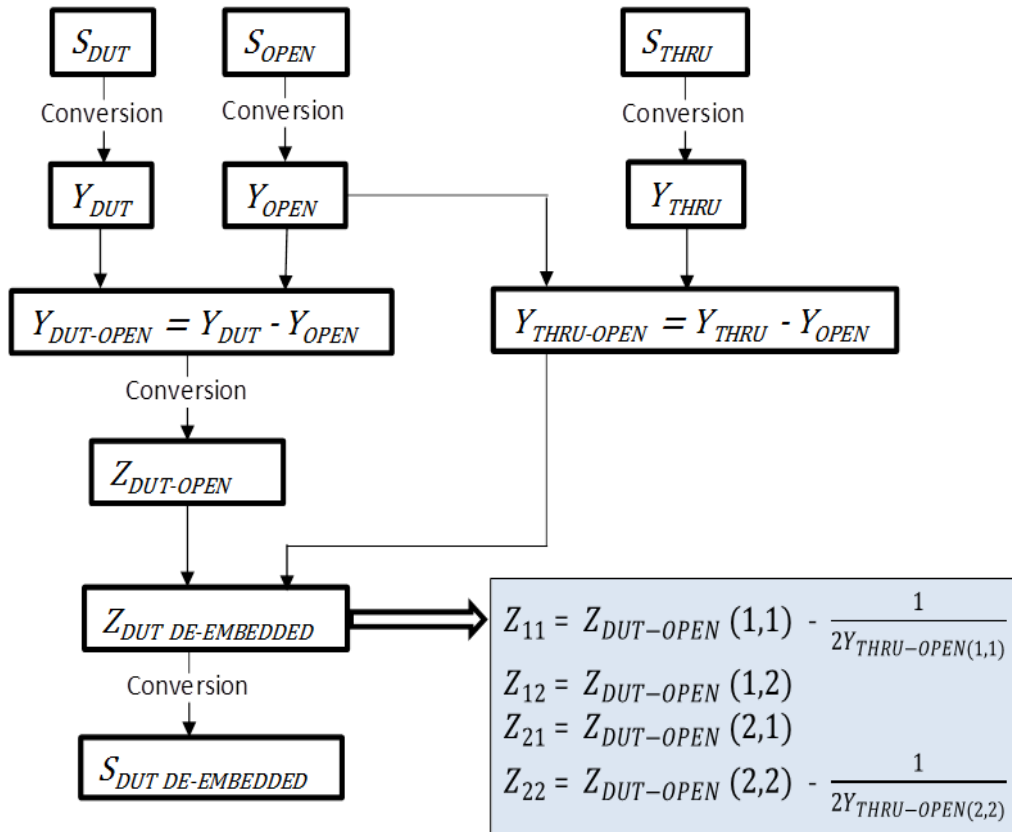 S_DUT S_OPEN S_THRU
Conversion Conversion Conversion
Y_DUT Y_OPEN Y_THRU
Y_DUT-OPEN = Y_DUT - Y_OPEN
Y_THRU-OPEN = Y_THRU - Y_OPEN
Conversion
Z_DUT-OPEN
Z_DUT DE-EMBEDDED
Z_11 = Z_DUT−OPEN (1,1) - 1/2Y_THRU−OPEN(1,1)
Z_12 = Z_DUT−OPEN (1,2)
Z_21 = Z_DUT−OPEN (2,1)
Z_22 = Z_DUT−OPEN (2,2) - 1/2Y_THRU−OPEN(2,2)
Conversion
S_DUT DE-EMBEDDED